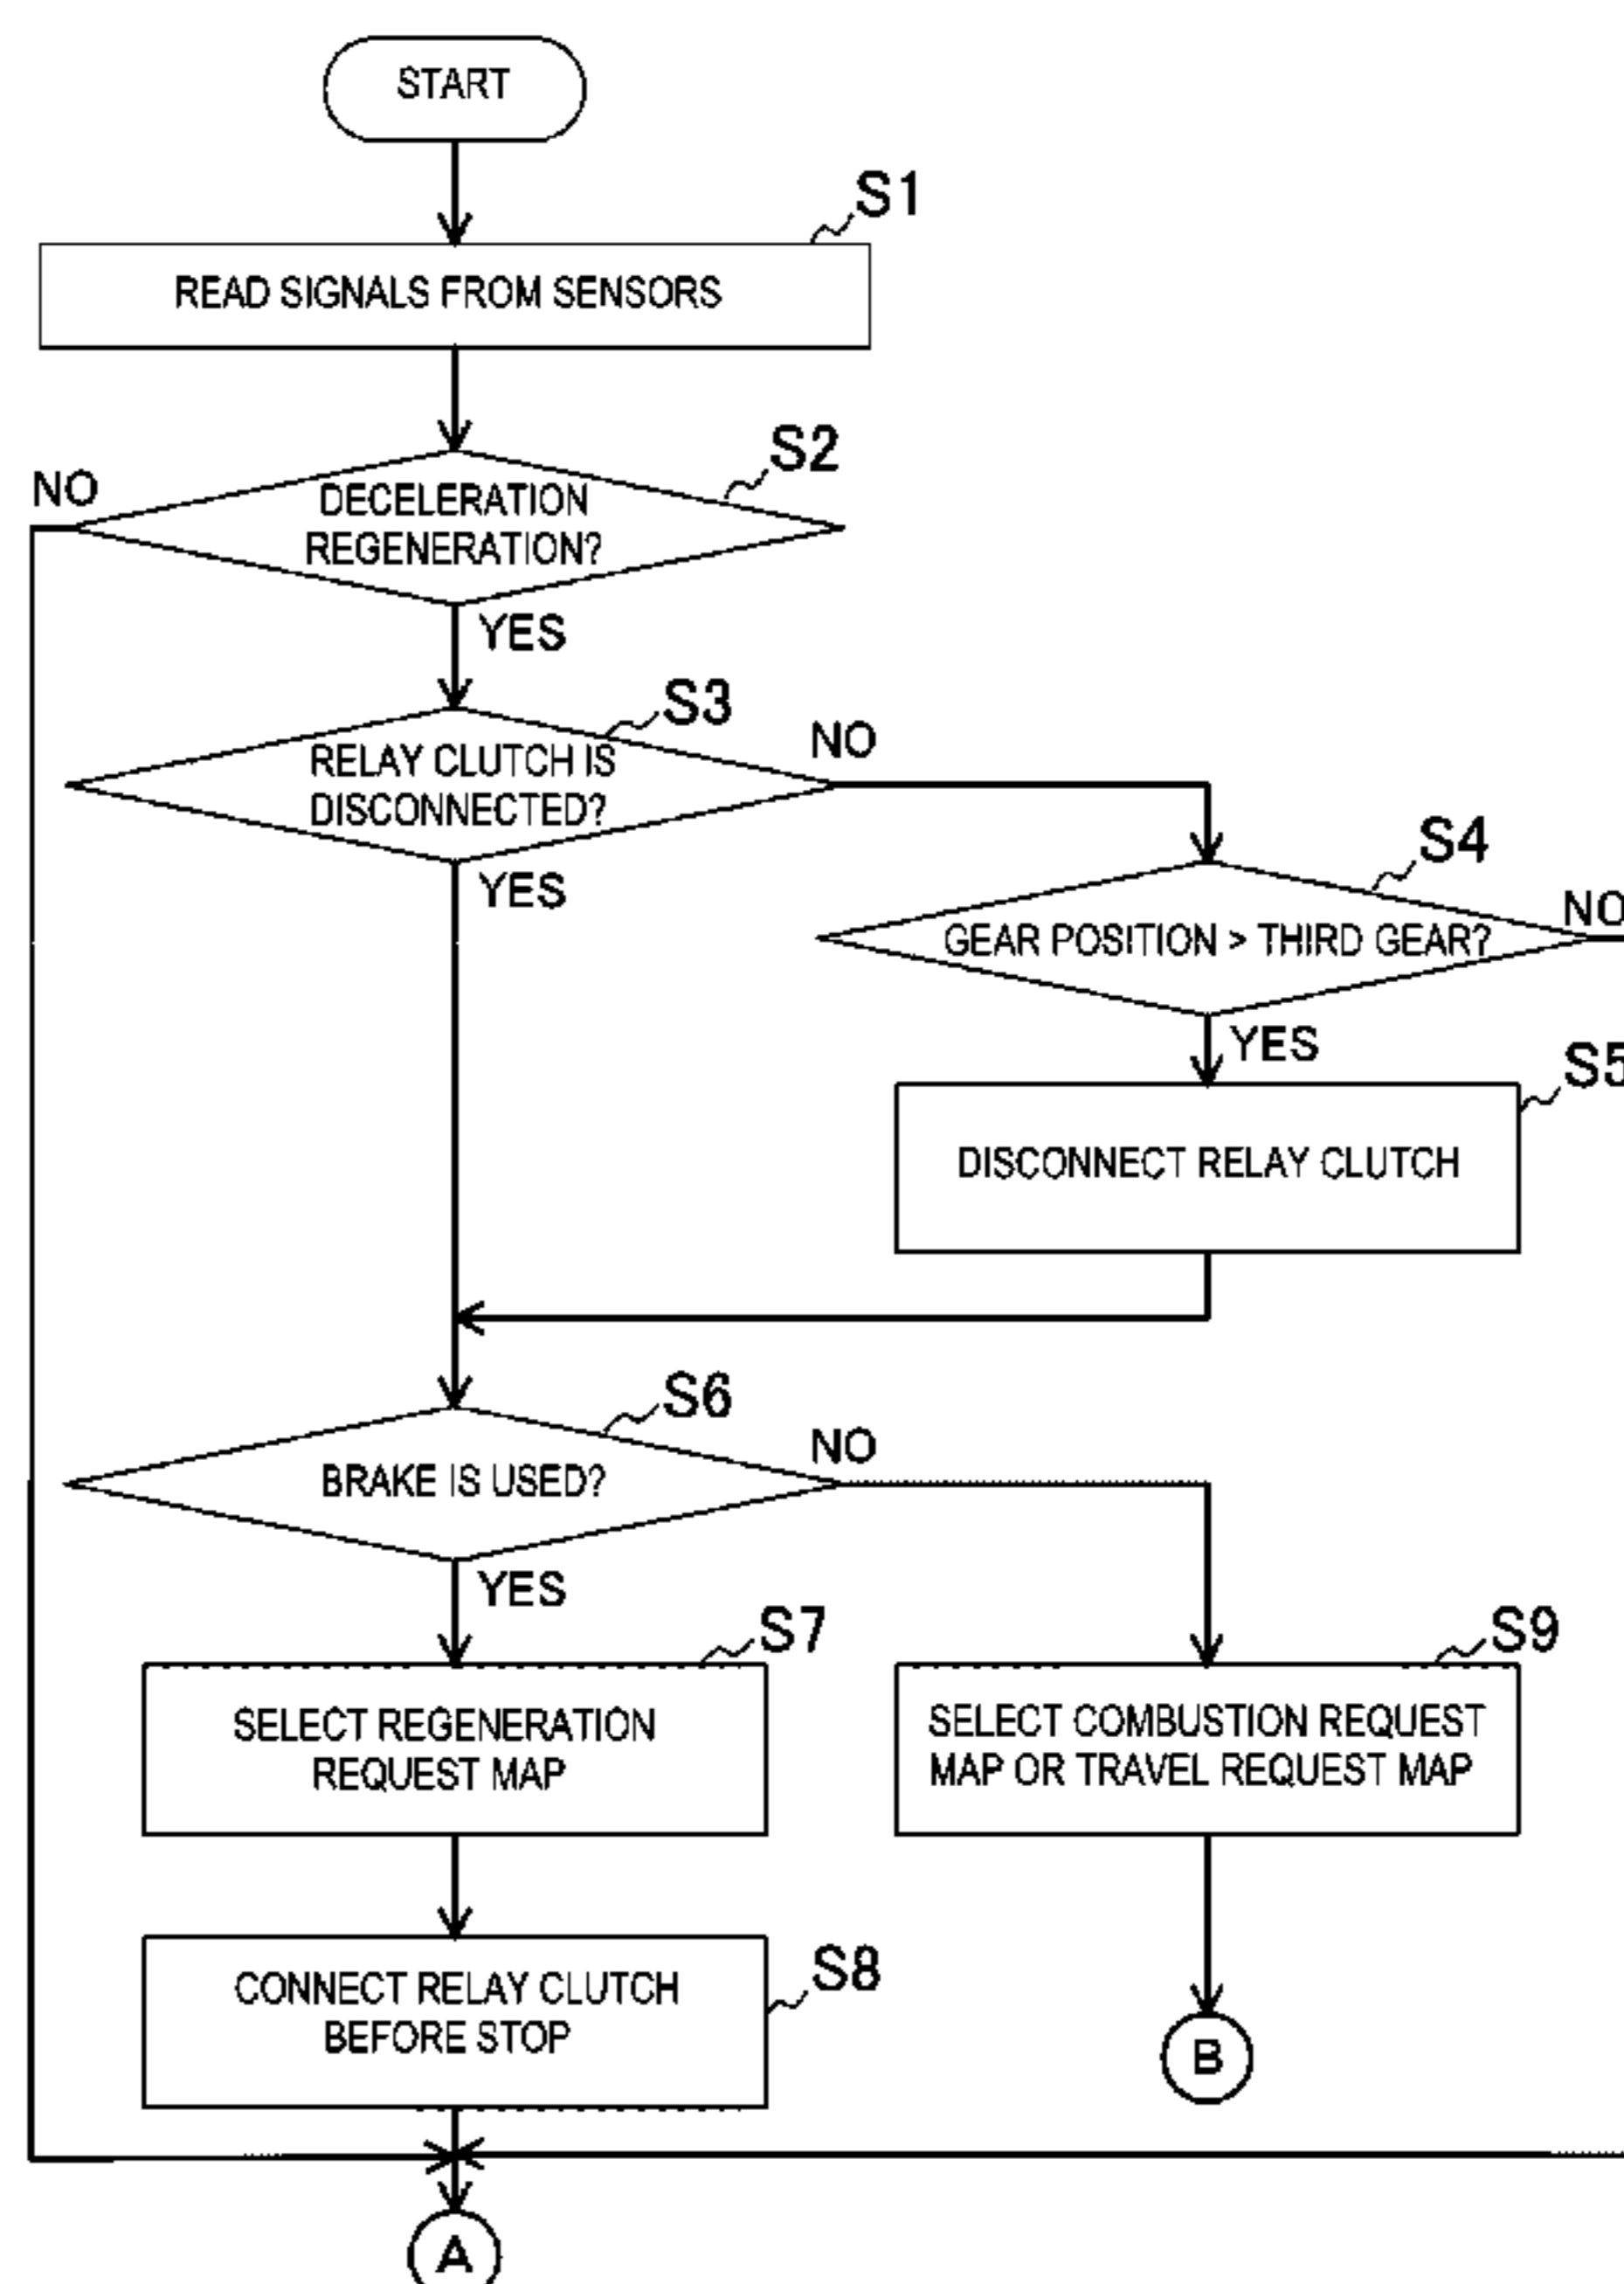 START
S1
READ SIGNALS FROM SENSORS
S2
NO
DECELERATION
REGENERATION?
YES
S3
NO
RELAY CLUTCH IS
DISCONNECTED?
YES
S4
NO
GEAR POSITION > THIRD GEAR?
YES
S5
DISCONNECT RELAY CLUTCH
S6
NO
BRAKE IS USED?
YES
S7
SELECT REGENERATION
REQUEST MAP
S9
SELECT COMBUSTION REQUEST
MAP OR TRAVEL REQUEST MAP
S8
CONNECT RELAY CLUTCH
BEFORE STOP
B
A